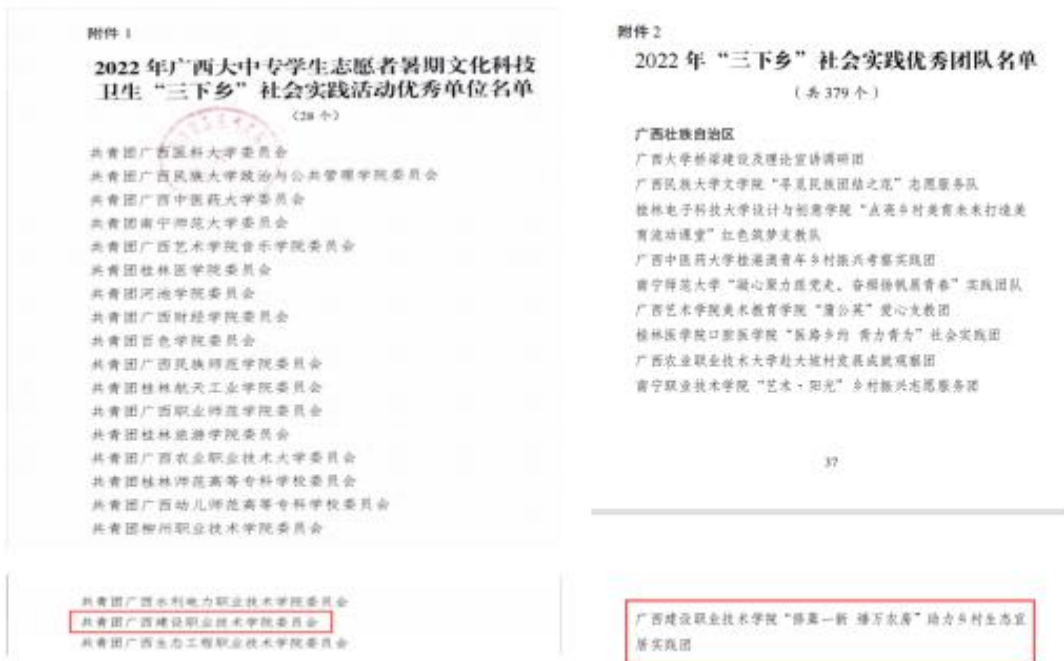 附件 1
2022 年广西大中专学生志愿者暑期文化科技
卫生“三下乡”社会实践活动优秀单位名单
（28 个）
共青团广西医科大学委员会
共青团广西民族大学政治与公共管理学院委员会
共青团广西中医药大学委员会
共青团南宁师范大学委员会
共青团广西艺术学院音乐学院委员会
共青团桂林医学院委员会
共青团河池学院委员会
共青团广西财经学院委员会
共青团百色学院委员会
共青团广西民族师范学院委员会
共青团桂林航天工业学院委员会
共青团广西职业师范学院委员会
共青团桂林旅游学院委员会
共青团广西农业职业技术大学委员会
共青团桂林师范高等专科学校委员会
共青团广西幼儿师范高等专科学校委员会
共青团柳州职业技术学院委员会
共青团广西水利电力职业技术学院委员会
共青团广西建设职业技术学院委员会
共青团广西生态工程职业技术学院委员会
附件 2
2022 年“三下乡”社会实践优秀团队名单
（共 379 个）
广西壮族自治区
广西大学桥梁建设及理论宣讲调研团
广西民族大学文学院“寻觅民族团结之花”志愿服务队
桂林电子科技大学设计与创意学院“点亮乡村美育未来打造美
育流动课堂”红色筑梦支教队
广西中医药大学桂港澳青年乡村振兴考察实践团
南宁师范大学“凝心聚力跟党走，奋楫扬帆展青春”实践团队
广西艺术学院美术教育学院“蒲公英”爱心支教团
桂林医学院口腔医学院“医路乡约 青力青为”社会实践团
广西农业职业技术大学赴大坡村发展成就观察团
南宁职业技术学院“艺术·阳光”乡村振兴志愿服务团
37
广西建设职业技术学院“修葺一新 播万农房”助力乡村生态宜
居实践团